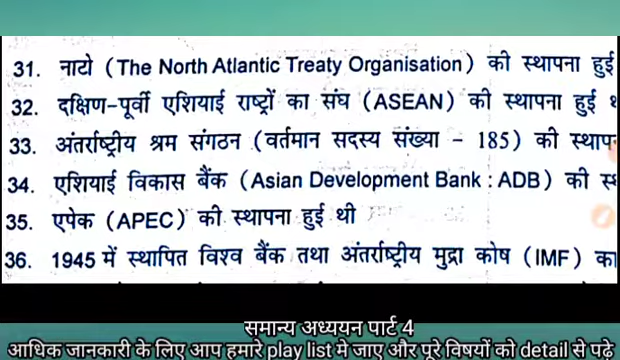 31. नाटो (The North Atlantic Treaty Organisation) की स्थापना हुई
32. दक्षिण-पूर्वी एशियाई राष्ट्रों का संघ (ASEAN) की स्थापना हुई
33. अंतर्राष्ट्रीय श्रम संगठन (वर्तमान सदस्य संख्या - 185) की
34. एशियाई विकास बैंक (Asian Development Bank : ADB) की
35. एपेक (APEC) की स्थापना हुई थी
36. 1945 में स्थापित विश्व बैंक तथा अंतर्राष्ट्रीय मुद्रा कोष (IMF) का
समान्य अध्ययन पार्ट 4
आधिक जानकारी के लिए आप हमारे play list मे जाए और पूरे विषयों को detail से पढ़े